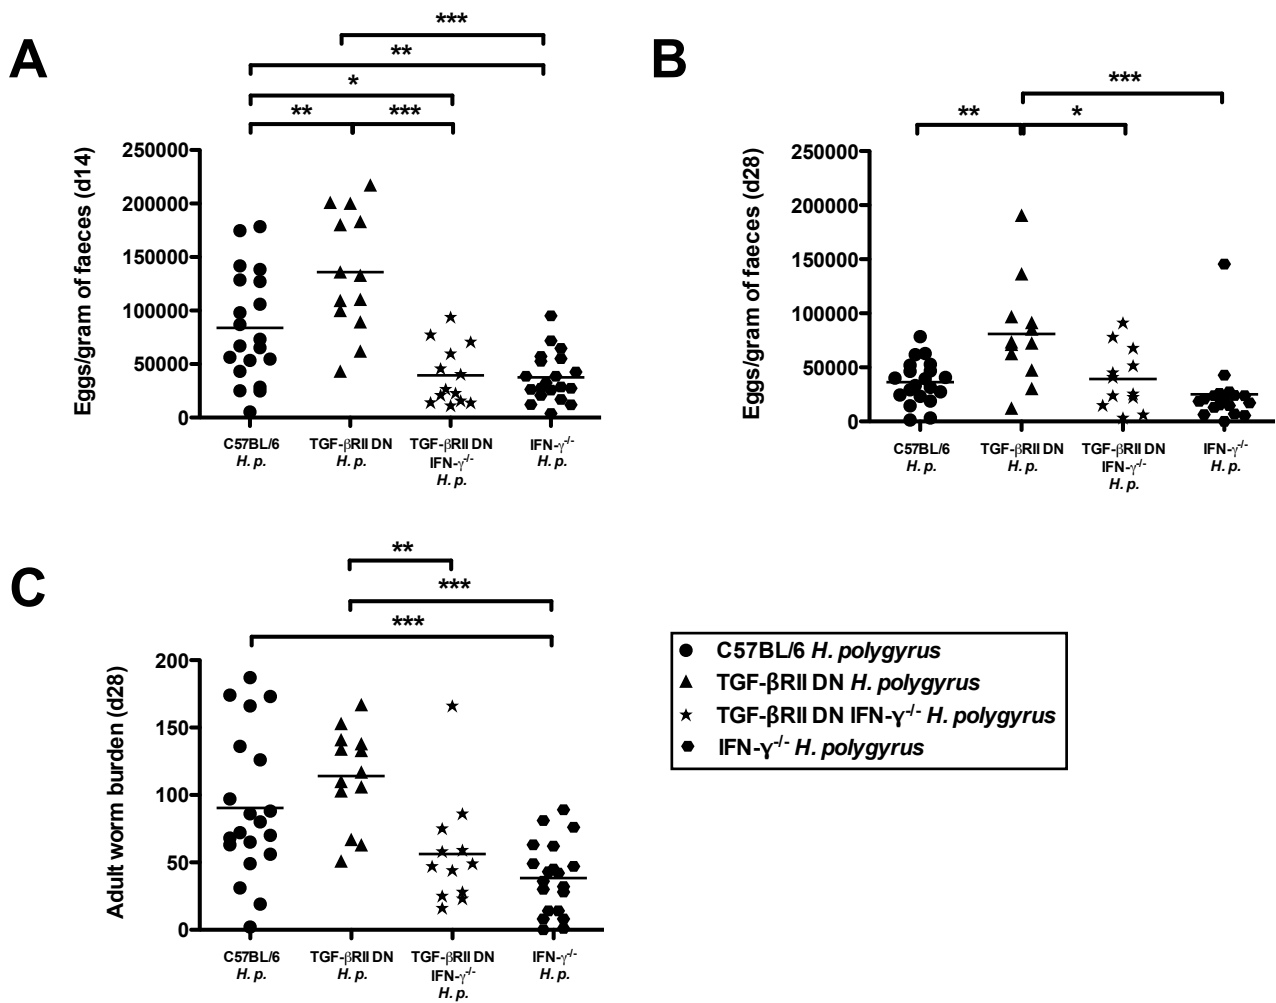 A
***
**
*
** ***
Eggs/gram of faeces (d14)
250000
200000
150000
100000
50000
0
C57BL/6
H. p.
TGF-βRII DN
H. p.
TGF-βRII DN
IFN-γ-/-
H. p.
IFN-γ-/-
H. p.
B
***
** *
Eggs/gram of faeces (d28)
250000
200000
150000
100000
50000
0
C57BL/6
H. p.
TGF-βRII DN
H. p.
TGF-βRII DN
IFN-γ-/-
H. p.
IFN-γ-/-
H. p.
C
**
***
***
Adult worm burden (d28)
200
150
100
50
0
C57BL/6
H. p.
TGF-βRII DN
H. p.
TGF-βRII DN
IFN-γ-/-
H. p.
IFN-γ-/-
H. p.
C57BL/6 H. polygyrus
TGF-βRII DN H. polygyrus
TGF-βRII DN IFN-γ-/- H. polygyrus
IFN-γ-/- H. polygyrus